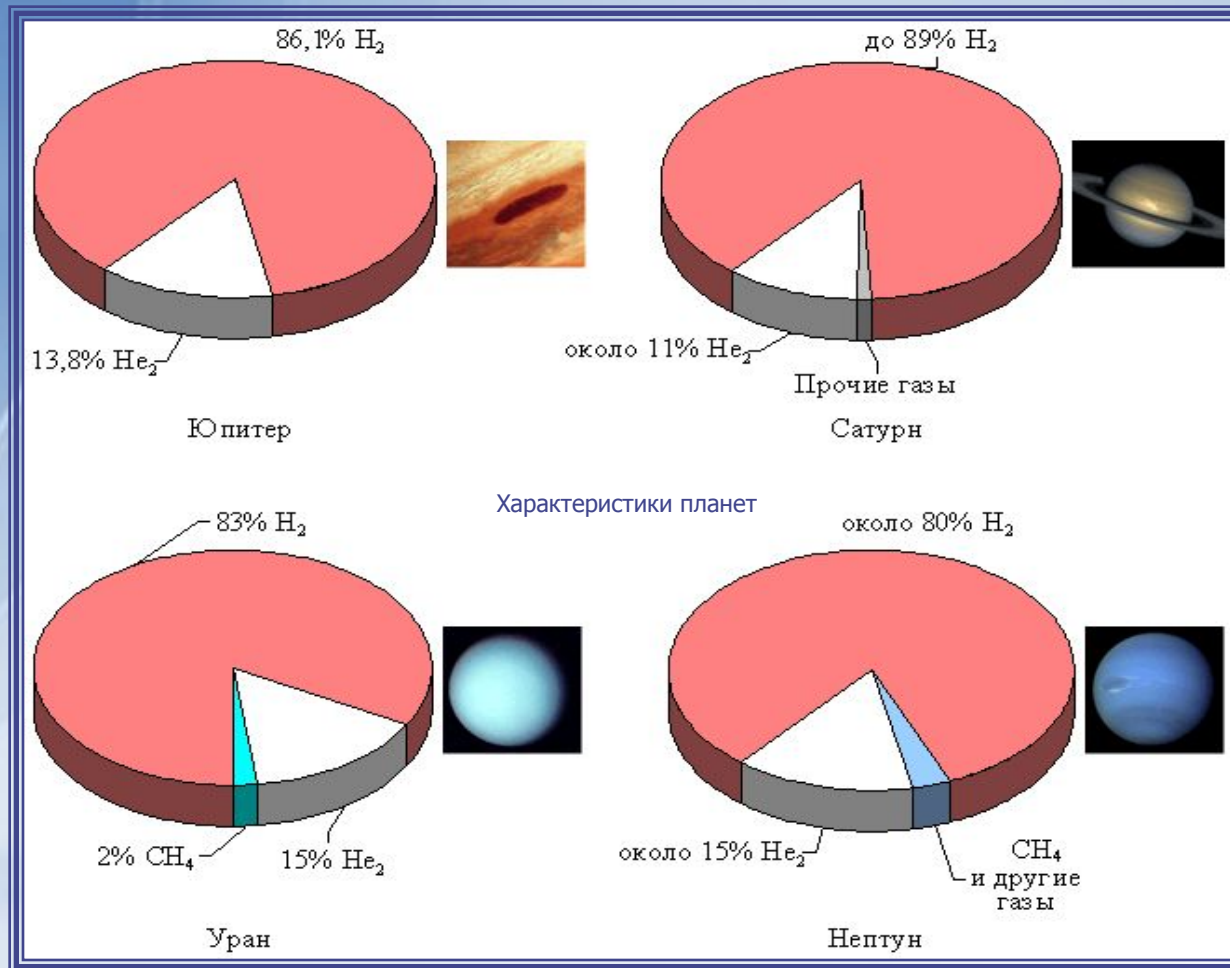 86,1% H₂
13,8% He₂
Юпитер
до 89% H₂
около 11% He₂
Прочие газы
Сатурн
Характеристики планет
83% H₂
2% CH₄
15% He₂
Уран
около 80% H₂
около 15% He₂
CH₄
и другие
газы
Нептун